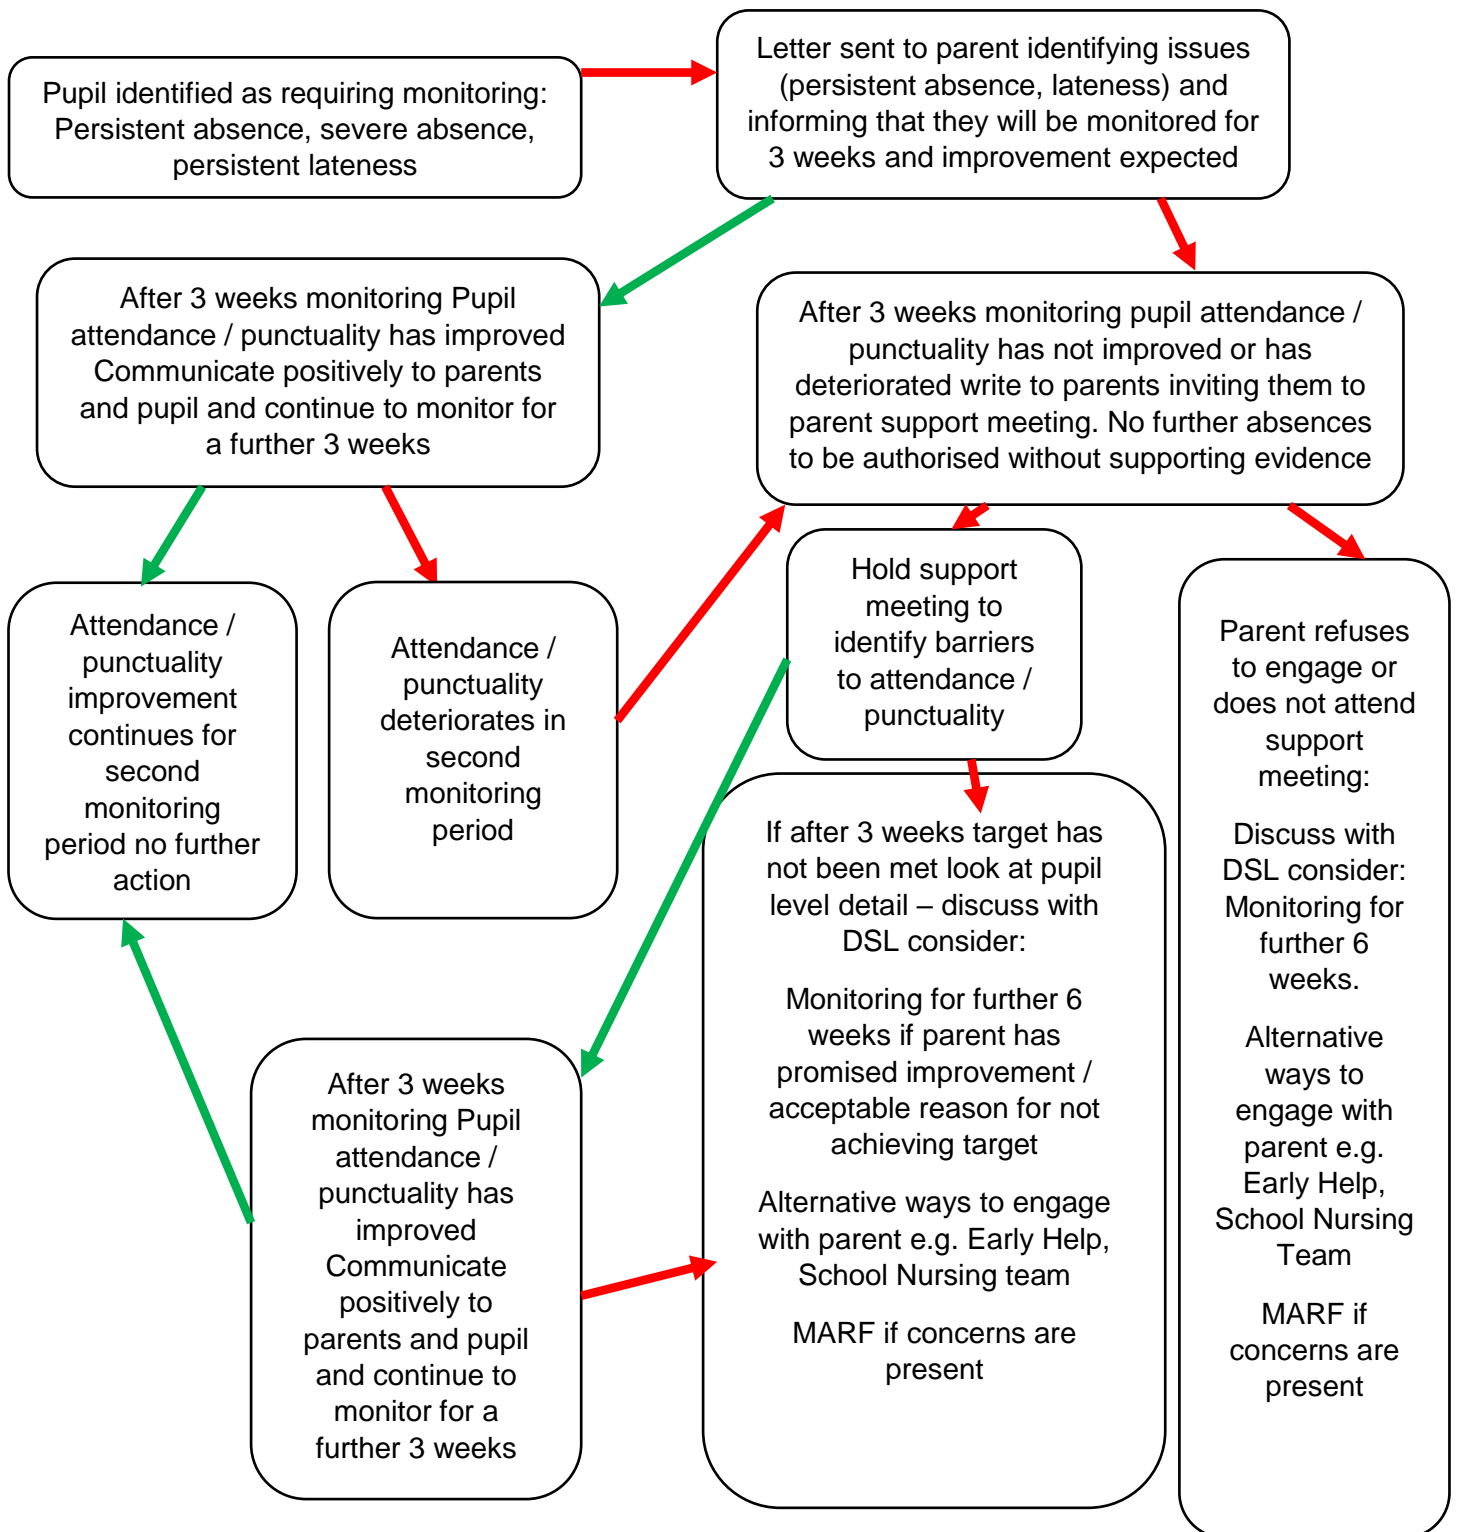 Pupil identified as requiring monitoring:
Persistent absence, severe absence,
persistent lateness
Letter sent to parent identifying issues
(persistent absence, lateness) and
informing that they will be monitored for
3 weeks and improvement expected
After 3 weeks monitoring Pupil
attendance / punctuality has improved
Communicate positively to parents
and pupil and continue to monitor for
a further 3 weeks
After 3 weeks monitoring pupil attendance /
punctuality has not improved or has
deteriorated write to parents inviting them to
parent support meeting. No further absences
to be authorised without supporting evidence
Attendance /
punctuality
improvement
continues for
second
monitoring
period no further
action
Attendance /
punctuality
deteriorates in
second
monitoring
period
Hold support
meeting to
identify barriers
to attendance /
punctuality
Parent refuses
to engage or
does not attend
support
meeting:
Discuss with
DSL consider:
Monitoring for
further 6
weeks.
Alternative
ways to
engage with
parent e.g.
Early Help,
School Nursing
Team
MARF if
concerns are
present
If after 3 weeks target has
not been met look at pupil
level detail – discuss with
DSL consider:
Monitoring for further 6
weeks if parent has
promised improvement /
acceptable reason for not
achieving target
Alternative ways to engage
with parent e.g. Early Help,
School Nursing team
MARF if concerns are
present
After 3 weeks
monitoring Pupil
attendance /
punctuality has
improved
Communicate
positively to
parents and pupil
and continue to
monitor for a
further 3 weeks